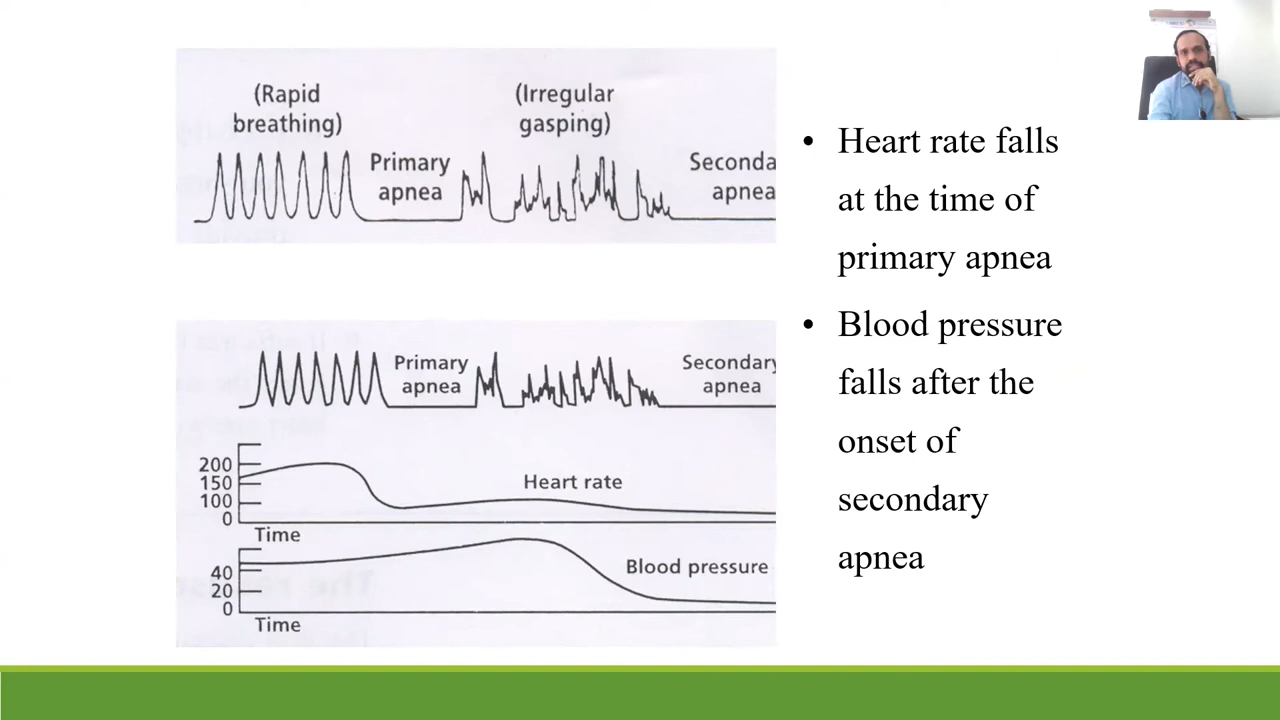 (Rapid
breathing)
(Irregular
gasping)
Primary
apnea
Seconda
apnea
Primary
apnea
Secondary
apnea
200
150
100
0
Heart rate
Time
40
20
0
Blood pressure
Time
• Heart rate falls
at the time of
primary apnea
• Blood pressure
falls after the
onset of
secondary
apnea